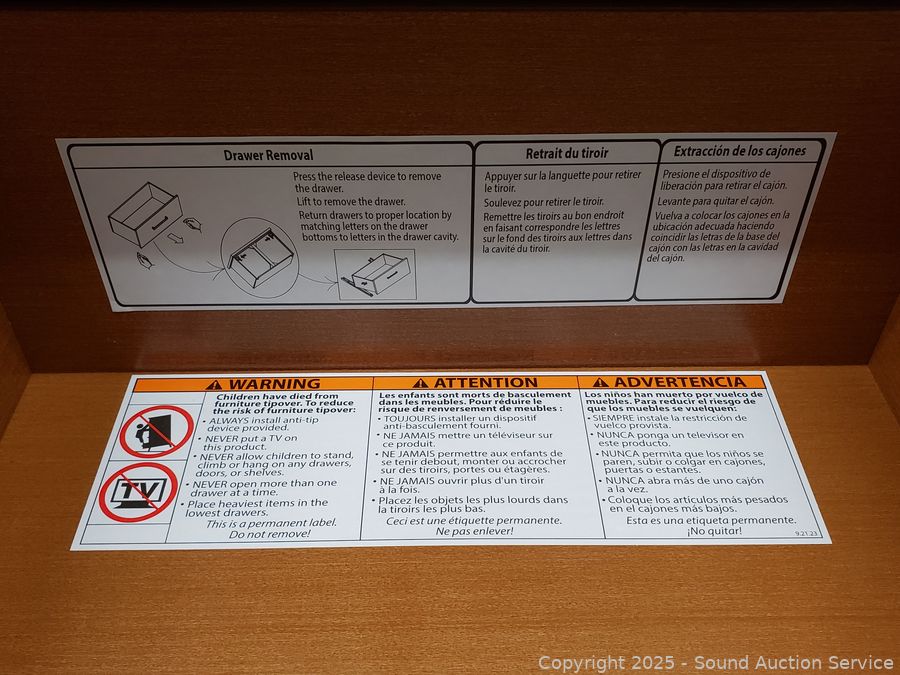 Drawer Removal
Press the release device to remove
the drawer.
Lift to remove the drawer.
Return drawers to proper location by
matching letters on the drawer
bottoms to letters in the drawer cavity.
Retrait du tiroir
Appuyer sur la languette pour retirer
le tiroir.
Soulevez pour retirer le tiroir.
Remettre les tiroirs au bon endroit
en faisant correspondre les lettres
sur le fond des tiroirs aux lettres dans
la cavité du tiroir.
Extracción de los cajones
Presione el dispositivo de
liberación para retirar el cajón.
Levante para quitar el cajón.
Vuelva a colocar los cajones en la
ubicación adecuada haciendo
coincidir las letras de la base del
cajón con las letras en la cavidad
del cajón.
WARNING
Children have died from
furniture tipover. To reduce
the risk of furniture tipover:
• ALWAYS install anti-tip
device provided.
• NEVER put a TV on
this product.
• NEVER allow children to stand,
climb or hang on any drawers,
doors, or shelves.
• NEVER open more than one
drawer at a time.
• Place heaviest items in the
lowest drawers.
This is a permanent label.
Do not remove!
TV
ATTENTION
Les enfants sont morts de basculement
dans les meubles. Pour réduire le
risque de renversement de meubles :
• TOUJOURS installer un dispositif
anti-basculement fourni.
• NE JAMAIS mettre un téléviseur sur
ce produit.
• NE JAMAIS permettre aux enfants de
se tenir debout, monter ou accrocher
sur des tiroirs, portes ou étagères.
• NE JAMAIS ouvrir plus d'un tiroir
à la fois.
• Placez les objets les plus lourds dans
la tiroirs les plus bas.
Ceci est une étiquette permanente.
Ne pas enlever!
ADVERTENCIA
Los niños han muerto por vuelco de
muebles. Para reducir el riesgo de
que los muebles se vuelquen:
• SIEMPRE instale la restricción de
vuelco provista.
• NUNCA ponga un televisor en
este producto.
• NUNCA permita que los niños se
paren, subir o colgar en cajones,
puertas o estantes.
• NUNCA abra más de uno cajón
a la vez.
• Coloque los artículos más pesados
en el cajones más bajos.
Esta es una etiqueta permanente.
¡No quitar!
9.21.23
Copyright 2025 - Sound Auction Service